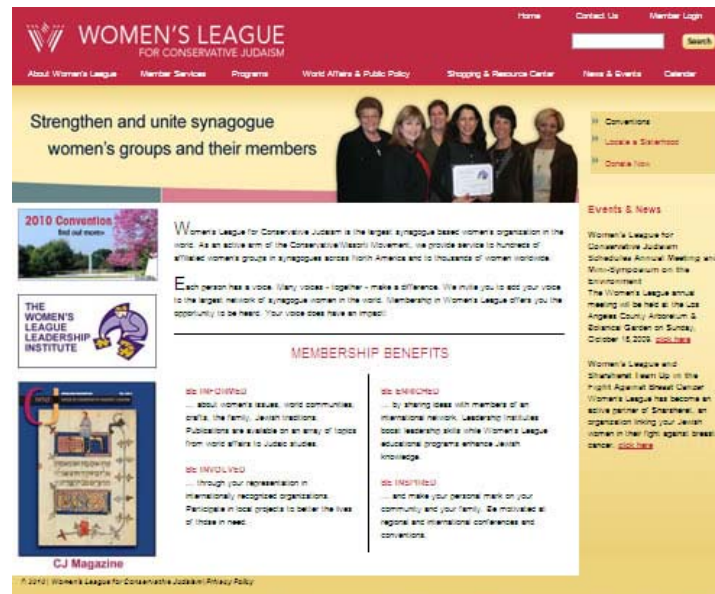 Home Contact Us Member Login
WOMEN'S LEAGUE
FOR CONSERVATIVE JUDAISM
Search
About Women's League Member Services Programs World Affairs & Public Policy Shopping & Resource Center News & Events Calendar
Strengthen and unite synagogue
women's groups and their members
Conventions
Locate a Sisterhood
Donate Now
2010 Convention
find out more»
THE
WOMEN'S
LEAGUE
LEADERSHIP
INSTITUTE
CJ
CJ Magazine
Women's League for Conservative Judaism is the largest synagogue based women's organization in the
world. As an active arm of the Conservative/Masorti Movement, we provide service to hundreds of
affiliated women's groups in synagogues across North America and to thousands of women worldwide.
Each person has a voice. Many voices - together - make a difference. We invite you to add your voice
to the largest network of synagogue women in the world. Membership in Women's League offers you the
opportunity to be heard. Your voice does have an impact!
MEMBERSHIP BENEFITS
BE INFORMED
... about women's issues, world communities,
crafts, the family, Jewish traditions.
Publications are available on an array of topics
from world affairs to Judaic studies.
BE INVOLVED
... through your representation in
internationally recognized organizations.
Participate in local projects to better the lives
of those in need.
BE ENRICHED
... by sharing ideas with members of an
international network. Leadership Institutes
boost leadership skills while Women's League
educational programs enhance Jewish
knowledge.
BE INSPIRED
... and make your personal mark on your
community and your family. Be motivated at
regional and international conferences and
conventions.
Events & News
Women's League for
Conservative Judaism
Schedules Annual Meeting and
Mini-Symposium on the
Environment
The Women's League annual
meeting will be held at the Los
Angeles County Arboretum &
Botanical Garden on Sunday,
October 18, 2009. click here
Women's League and
Sharsheret Team Up in the
Fight Against Breast Cancer
Women's League has become an
active partner of Sharsheret, an
organization linking your Jewish
women in their fight against breast
cancer. click here
© 2010 | Women's League for Conservative Judaism | Privacy Policy